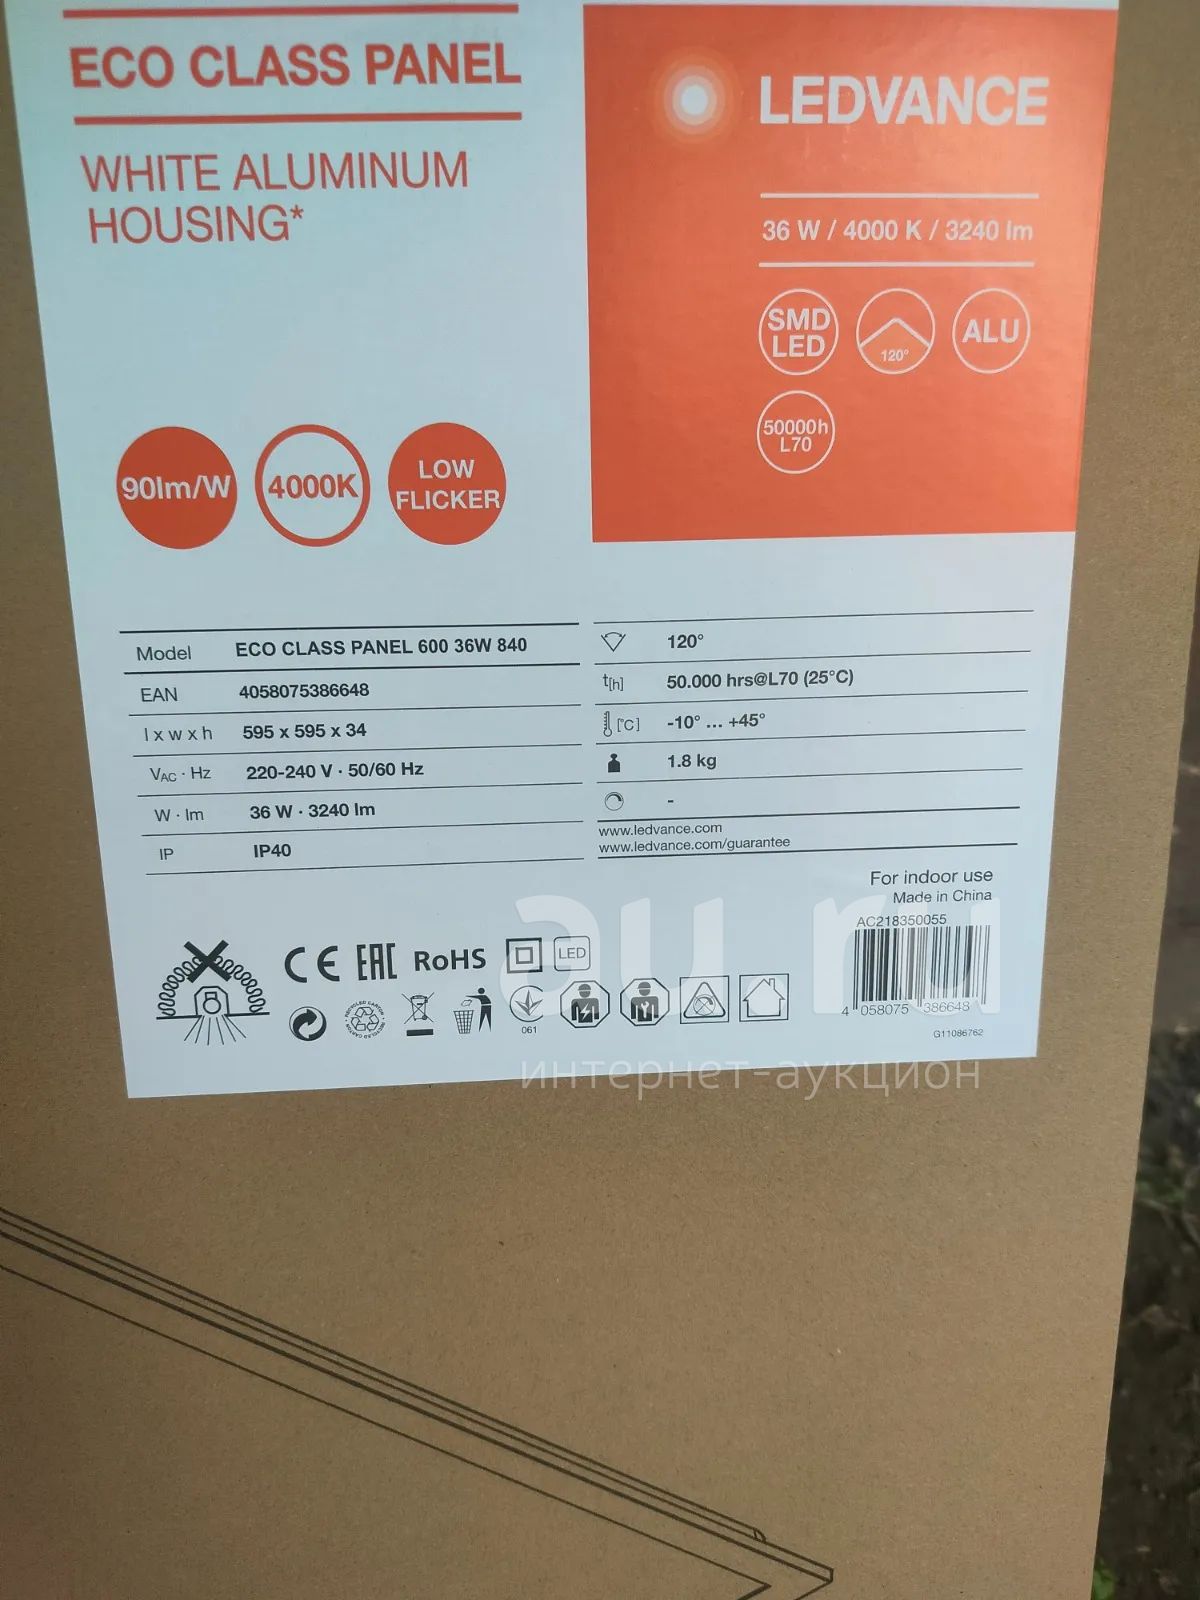 ECO CLASS PANEL
WHITE ALUMINUM
HOUSING*
90lm/W
4000K
LOW
FLICKER
LEDVANCE
36 W / 4000 K / 3240 lm
SMD
LED
120°
ALU
50000h
L70
Model ECO CLASS PANEL 600 36W 840
EAN 4058075386648
l x w x h 595 x 595 x 34
VAC · Hz 220-240 V · 50/60 Hz
W · lm 36 W · 3240 lm
IP IP40
120°
t[h] 50.000 hrs@L70 (25°C)
[°C] -10° ... +45°
1.8 kg
-
www.ledvance.com
www.ledvance.com/guarantee
For indoor use
Made in China
AC218350055
4 058075 386648
G11086762
CE EAC RoHS LED
061
au.ru
интернет-аукцион